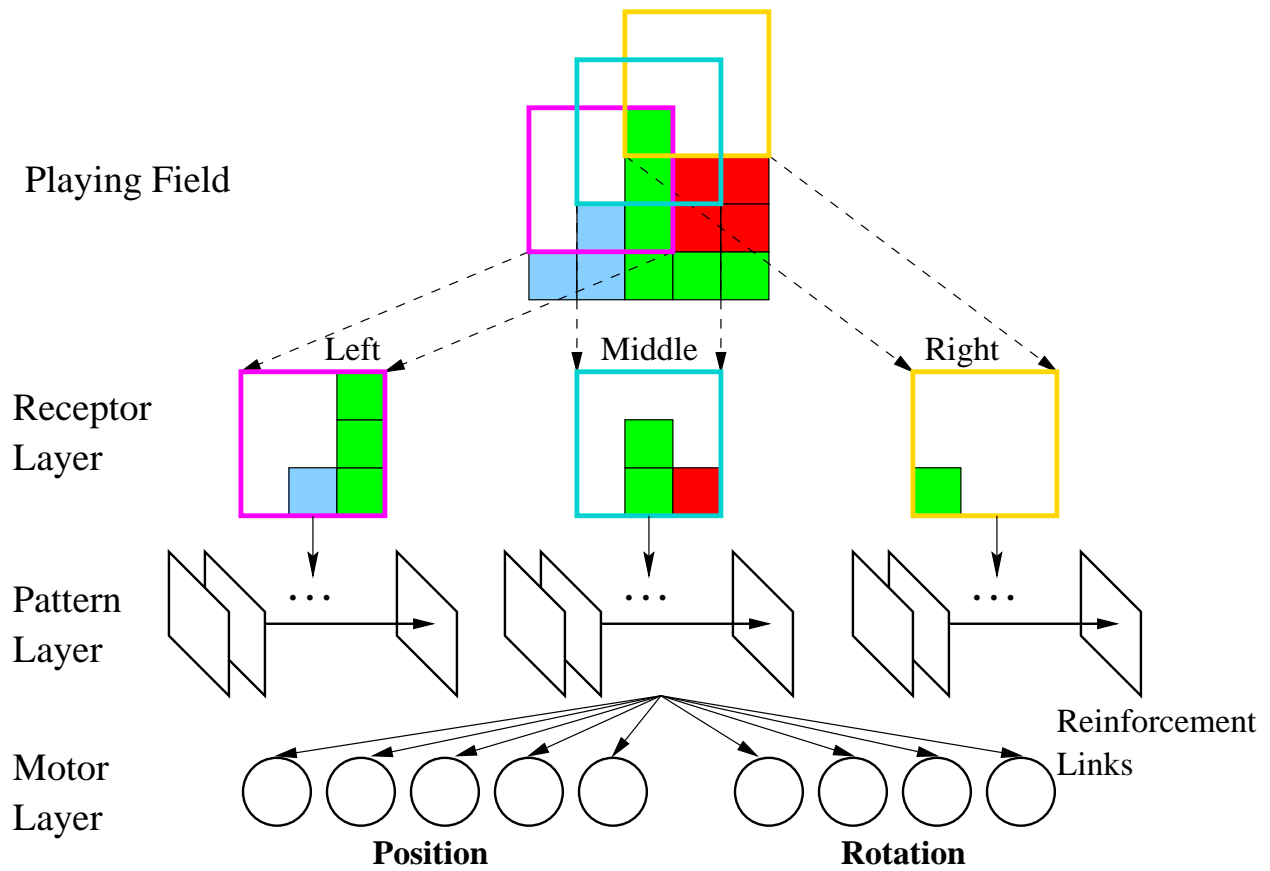 Playing Field
Left
Middle
Right
Receptor
Layer
...
...
...
Pattern
Layer
Reinforcement
Links
Motor
Layer
Position
Rotation